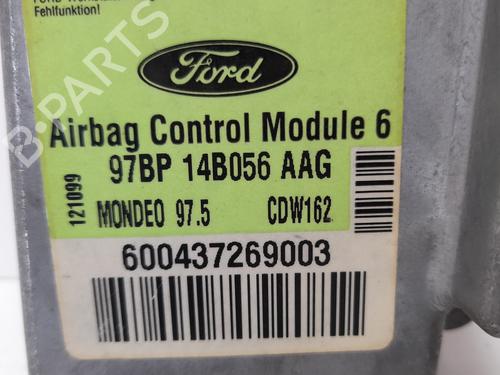 Fehlfunktion!
Ford
Airbag Control Module 6
97BP 14B056 AAG
121099
MONDEO 97.5 CDW162
600437269003
B-PARTS